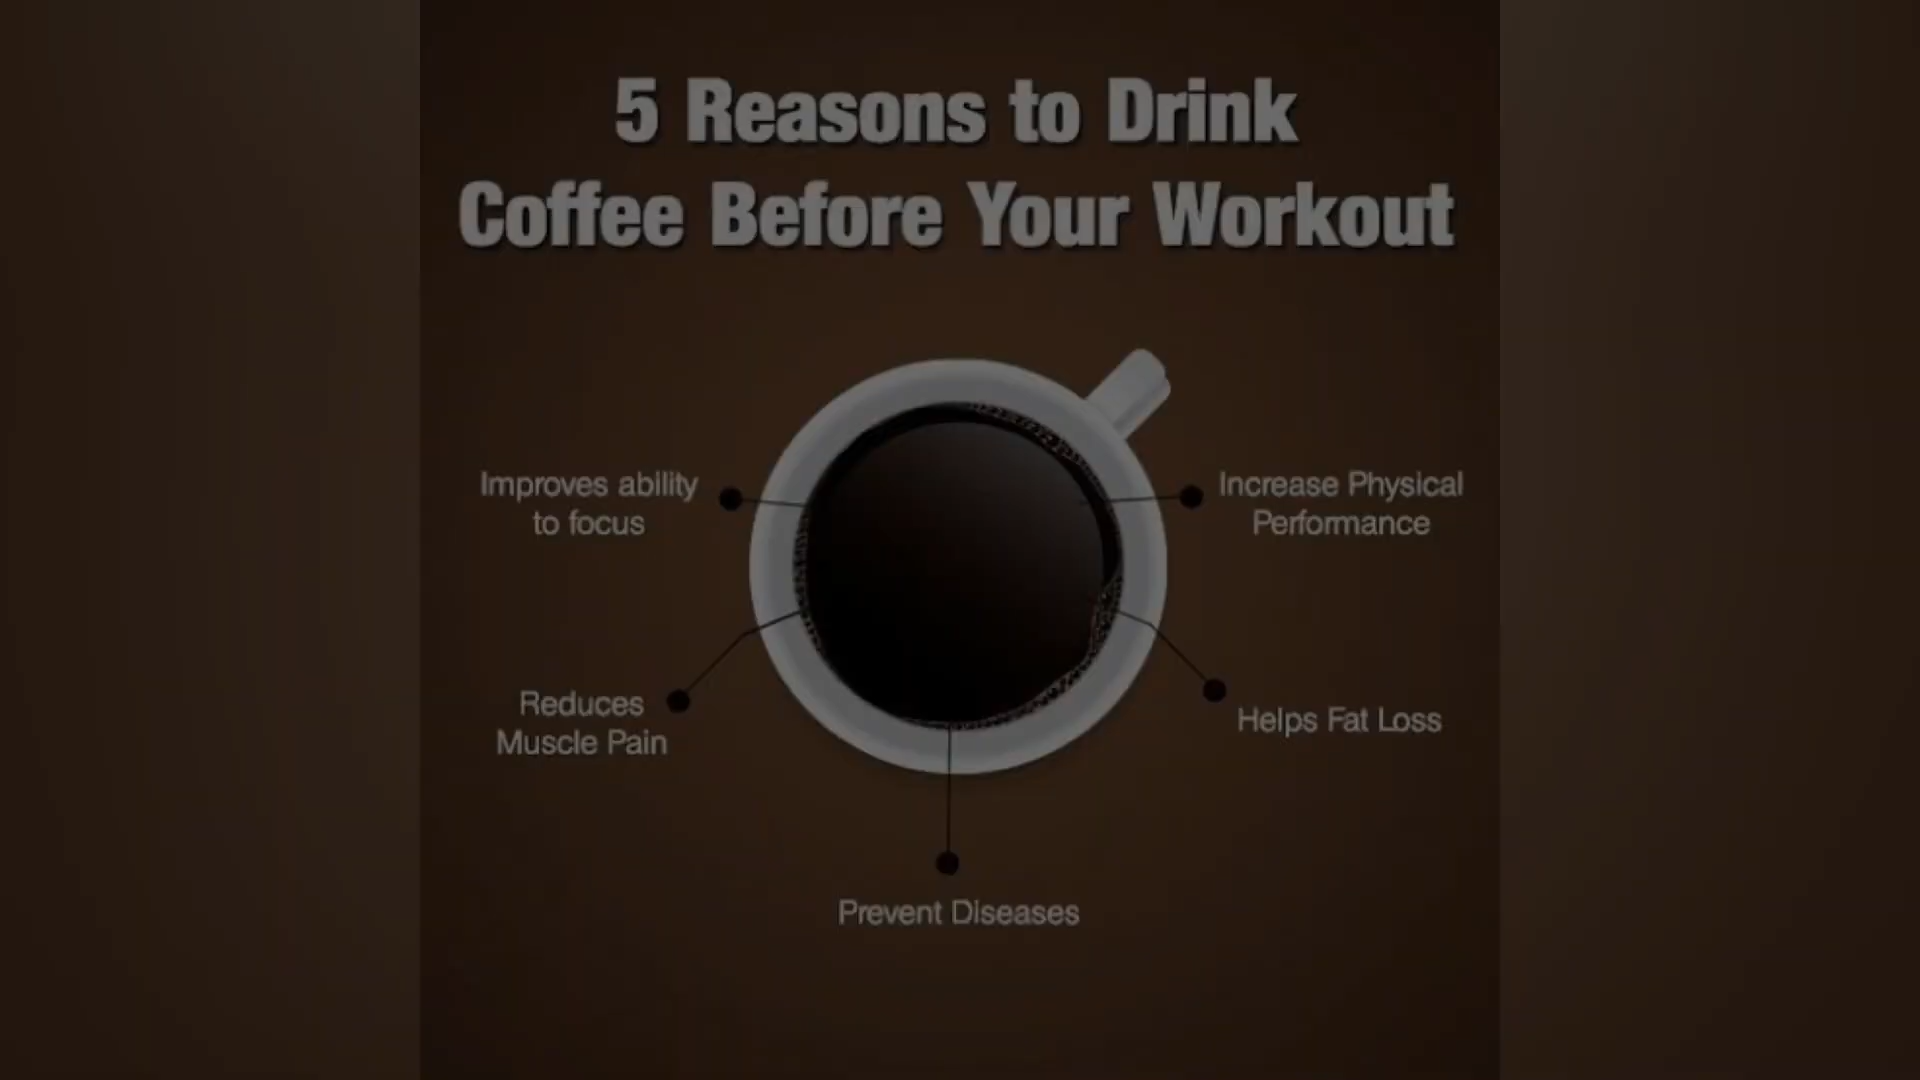 5 Reasons to Drink
Coffee Before Your Workout
Improves ability
to focus
Increase Physical
Performance
Reduces
Muscle Pain
Helps Fat Loss
Prevent Diseases